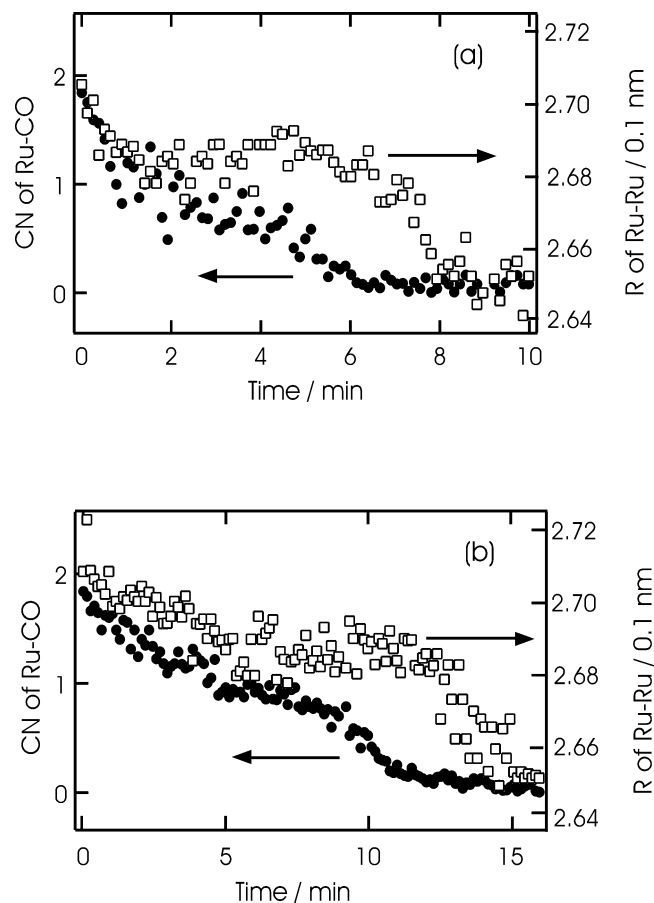 (a)
CN of Ru-CO
2
1
0
2.72
2.70
2.68
2.66
2.64
R of Ru-Ru / 0.1 nm
0 2 4 6 8 10
Time / min
(b)
CN of Ru-CO
2
1
0
2.72
2.70
2.68
2.66
2.64
R of Ru-Ru / 0.1 nm
0 5 10 15
Time / min